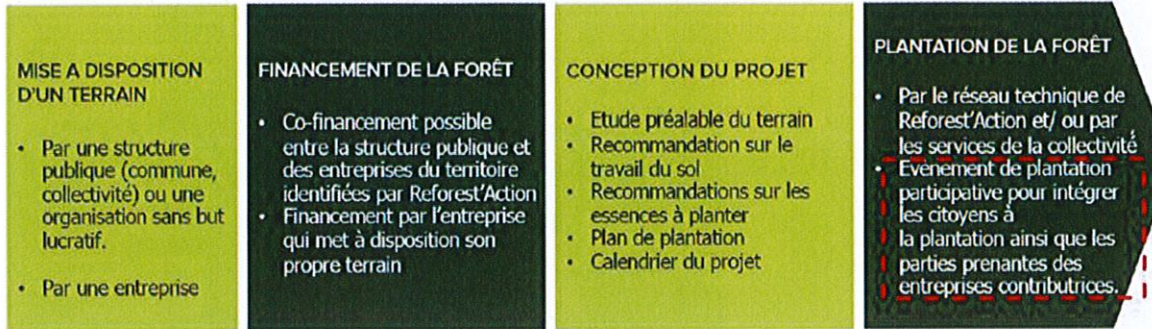 MISE A DISPOSITION
D'UN TERRAIN
• Par une structure
publique (commune,
collectivité) ou une
organisation sans but
lucratif.
• Par une entreprise
FINANCEMENT DE LA FORÊT
• Co-financement possible
entre la structure publique et
des entreprises du territoire
identifiées par Reforest'Action
• Financement par l'entreprise
qui met à disposition son
propre terrain
CONCEPTION DU PROJET
• Etude préalable du terrain
• Recommandation sur le
travail du sol
• Recommandations sur les
essences à planter
• Plan de plantation
• Calendrier du projet
PLANTATION DE LA FORÊT
• Par le réseau technique de
Reforest'Action et/ ou par
les services de la collectivité
• Evènement de plantation
participative pour intégrer
les citoyens à
la plantation ainsi que les
parties prenantes des
entreprises contributrices.